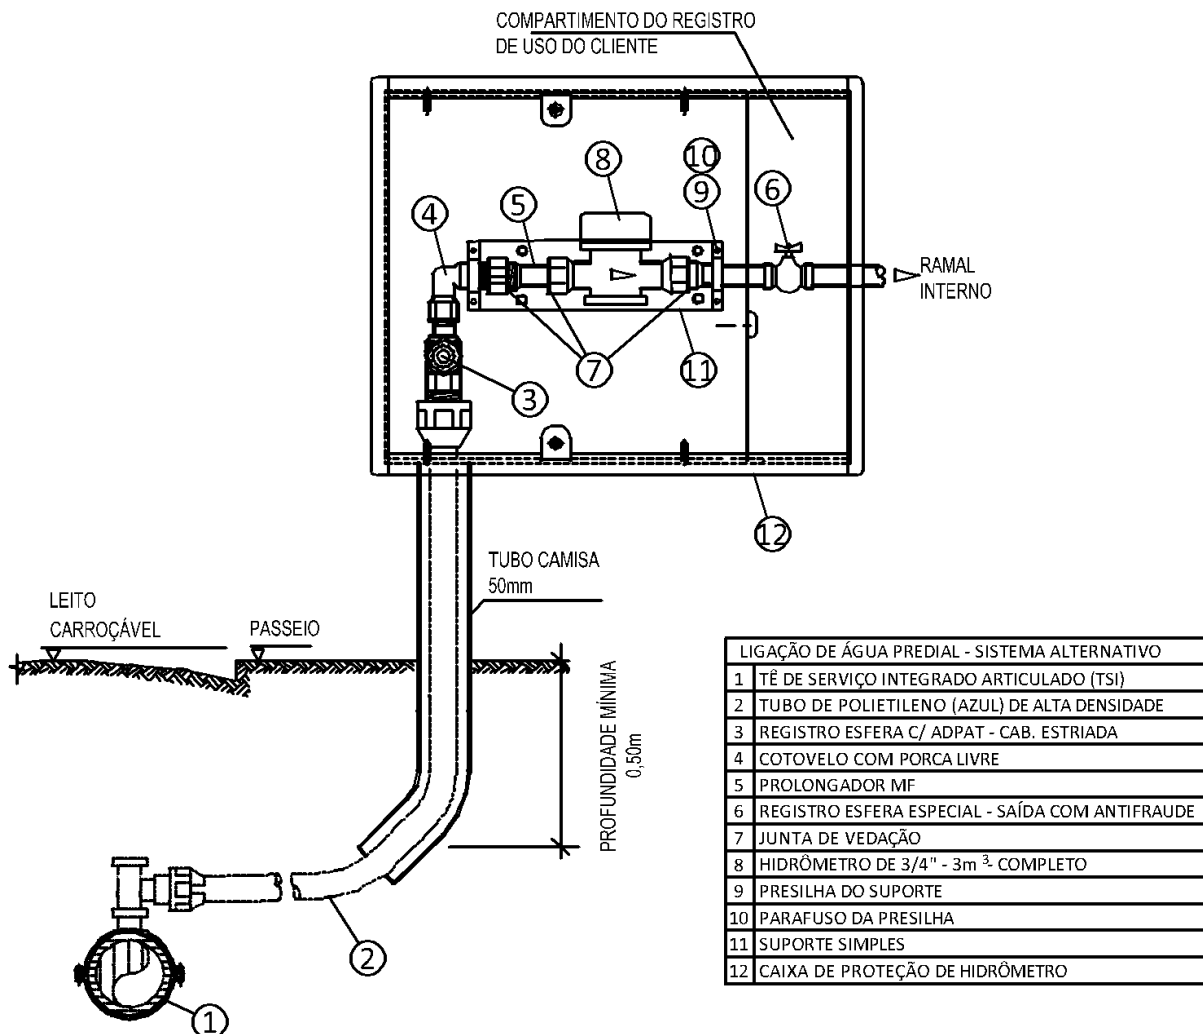 COMPARTIMENTO DO REGISTRO
DE USO DO CLIENTE
8
10
9
6
5
4
RAMAL
INTERNO
7
11
3
12
TUBO CAMISA
50mm
LEITO
CARROÇÁVEL
PASSEIO
PROFUNDIDADE MÍNIMA
0,50m
2
1
LIGAÇÃO DE ÁGUA PREDIAL - SISTEMA ALTERNATIVO
1 TÊ DE SERVIÇO INTEGRADO ARTICULADO (TSI)
2 TUBO DE POLIETILENO (AZUL) DE ALTA DENSIDADE
3 REGISTRO ESFERA C/ ADPAT - CAB. ESTRIADA
4 COTOVELO COM PORCA LIVRE
5 PROLONGADOR MF
6 REGISTRO ESFERA ESPECIAL - SAÍDA COM ANTIFRAUDE
7 JUNTA DE VEDAÇÃO
8 HIDRÔMETRO DE 3/4" - 3m³- COMPLETO
9 PRESILHA DO SUPORTE
10 PARAFUSO DA PRESILHA
11 SUPORTE SIMPLES
12 CAIXA DE PROTEÇÃO DE HIDRÔMETRO